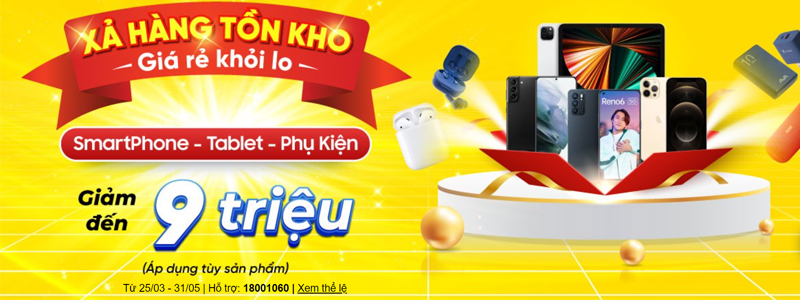 XẢ HÀNG TỒN KHO
Giá rẻ khỏi lo
SmartPhone - Tablet - Phụ Kiện
Giảm
đến
9 triệu
(Áp dụng tùy sản phẩm)
Từ 25/03 - 31/05 | Hỗ trợ: 18001060 | Xem thể lệ
Reno6
10